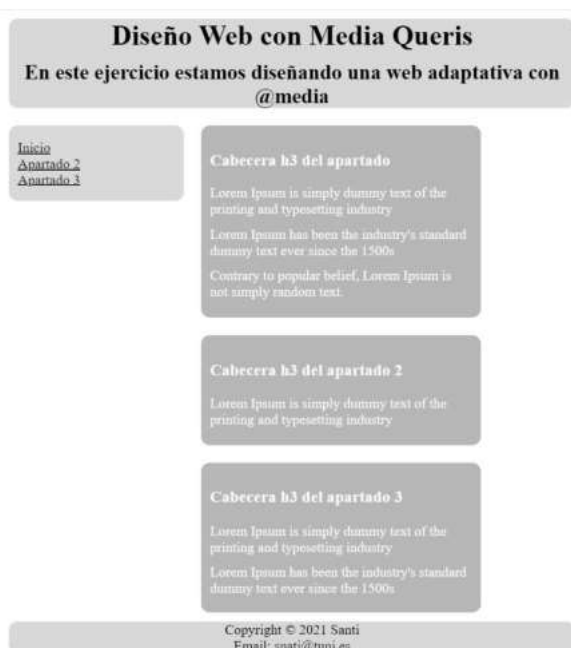 Diseño Web con Media Queris
En este ejercicio estamos diseñando una web adaptativa con
@media
Inicio
Apartado 2
Apartado 3
Cabecera h3 del apartado
Lorem Ipsum is simply dummy text of the
printing and typesetting industry
Lorem Ipsum has been the industry's standard
dummy text ever since the 1500s
Contrary to popular belief, Lorem Ipsum is
not simply random text.
Cabecera h3 del apartado 2
Lorem Ipsum is simply dummy text of the
printing and typesetting industry
Cabecera h3 del apartado 3
Lorem Ipsum is simply dummy text of the
printing and typesetting industry
Lorem Ipsum has been the industry's standard
dummy text ever since the 1500s
Copyright © 2021 Santi
Email: